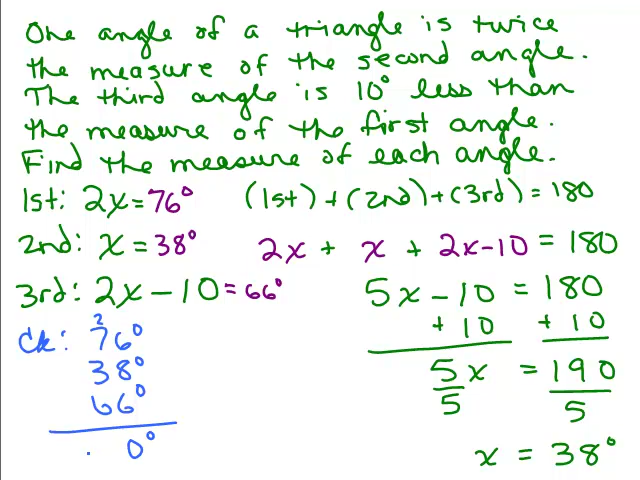 One angle of a triangle is twice
the measure of the second angle.
The third angle is 10° less than
the measure of the first angle.
Find the measure of each angle.
1st: 2x = 76° (1st) + (2nd) + (3rd) = 180
2nd: x = 38° 2x + x + 2x - 10 = 180
3rd: 2x - 10 = 66° 5x - 10 = 180
+ 10 + 10
5x = 190
5 5
x = 38°
Ck: 2
76°
38°
66°
0°